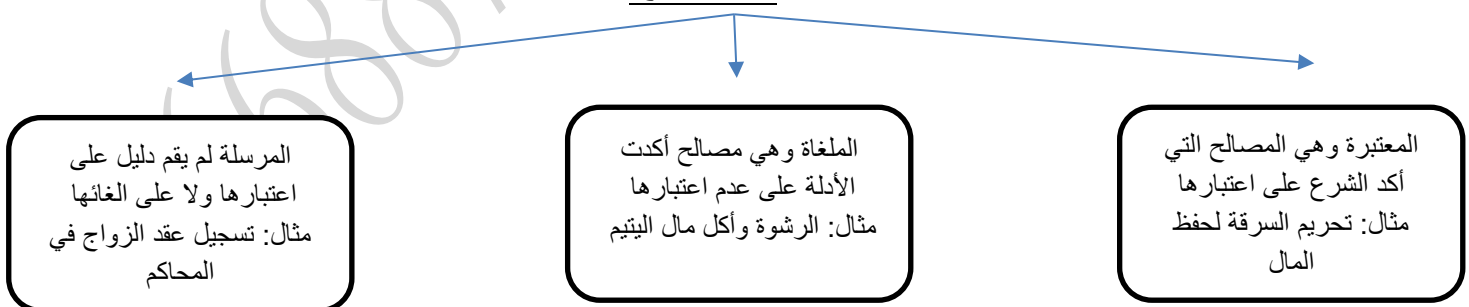 المعتبرة وهي المصالح التي
أكد الشرع على اعتبارها
مثال: تحريم السرقة لحفظ
المال
الملغاة وهي مصالح أكدت
الأدلة على عدم اعتبارها
مثال: الرشوة وأكل مال اليتيم
المرسلة لم يقم دليل على
اعتبارها ولا على الغائها
مثال: تسجيل عقد الزواج في
المحاكم